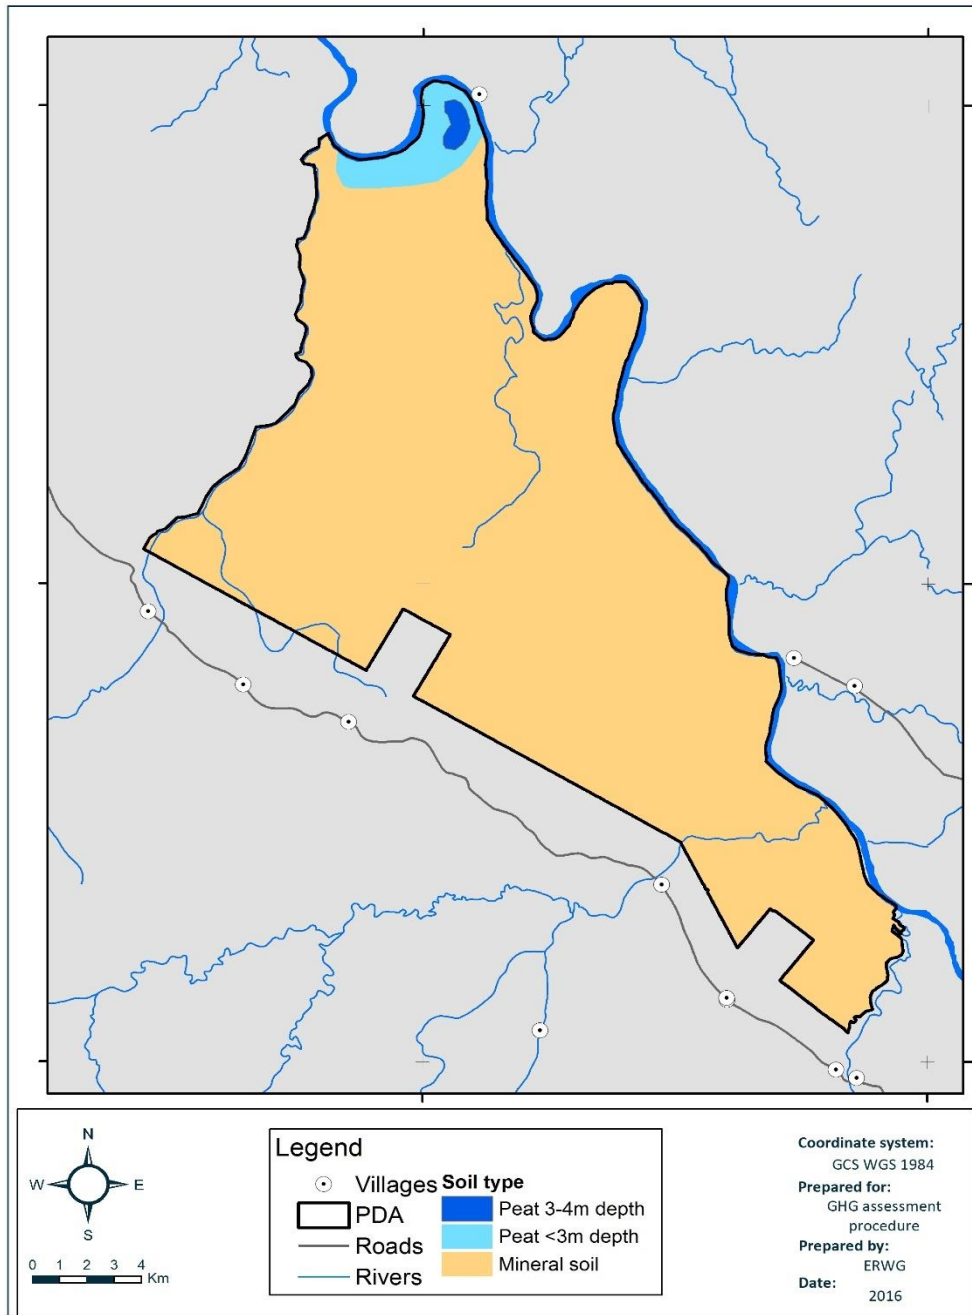 N
W E
S
0 1 2 3 4
Km
Legend
Villages
PDA
Roads
Rivers
Soil type
Peat 3-4m depth
Peat <3m depth
Mineral soil
Coordinate system:
GCS WGS 1984
Prepared for:
GHG assessment
procedure
Prepared by:
ERWG
Date:
2016